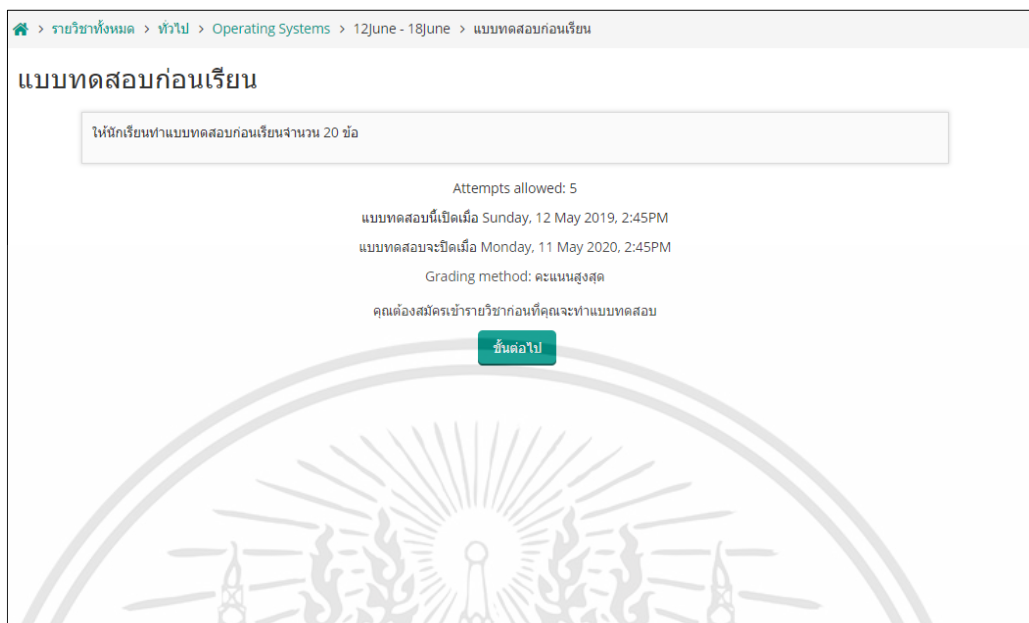 > รายวิชาทั้งหมด > ทั่วไป > Operating Systems > 12June - 18June > แบบทดสอบก่อนเรียน
แบบทดสอบก่อนเรียน
ให้นักเรียนทำแบบทดสอบก่อนเรียนจำนวน 20 ข้อ
Attempts allowed: 5
แบบทดสอบนี้เปิดเมื่อ Sunday, 12 May 2019, 2:45PM
แบบทดสอบจะปิดเมื่อ Monday, 11 May 2020, 2:45PM
Grading method: คะแนนสูงสุด
คุณต้องสมัครเข้ารายวิชาก่อนที่คุณจะทำแบบทดสอบ
ขั้นต่อไป